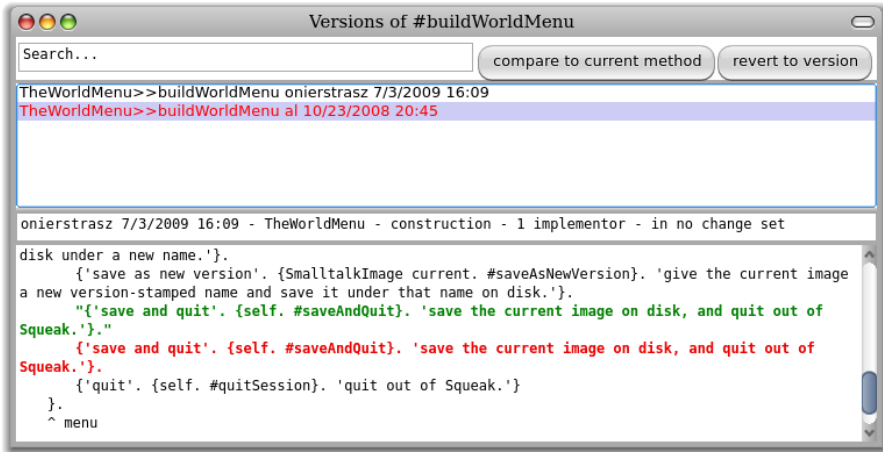 Versions of #buildWorldMenu
Search...
compare to current method
revert to version
TheWorldMenu>>buildWorldMenu onierstrasz 7/3/2009 16:09
TheWorldMenu>>buildWorldMenu al 10/23/2008 20:45
onierstrasz 7/3/2009 16:09 - TheWorldMenu - construction - 1 implementor - in no change set
disk under a new name.'}.
{'save as new version'. {SmalltalkImage current. #saveAsNewVersion}. 'give the current image
a new version-stamped name and save it under that name on disk.'}.
"{'save and quit'. {self. #saveAndQuit}. 'save the current image on disk, and quit out of
Squeak.'}."
{'save and quit'. {self. #saveAndQuit}. 'save the current image on disk, and quit out of
Squeak.'}.
{'quit'. {self. #quitSession}. 'quit out of Squeak.'}
}.
^ menu